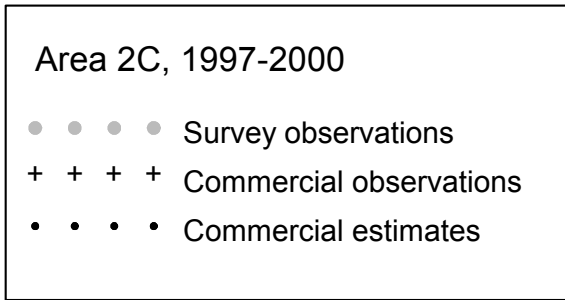 Area 2C, 1997-2000
Survey observations
Commercial observations
Commercial estimates